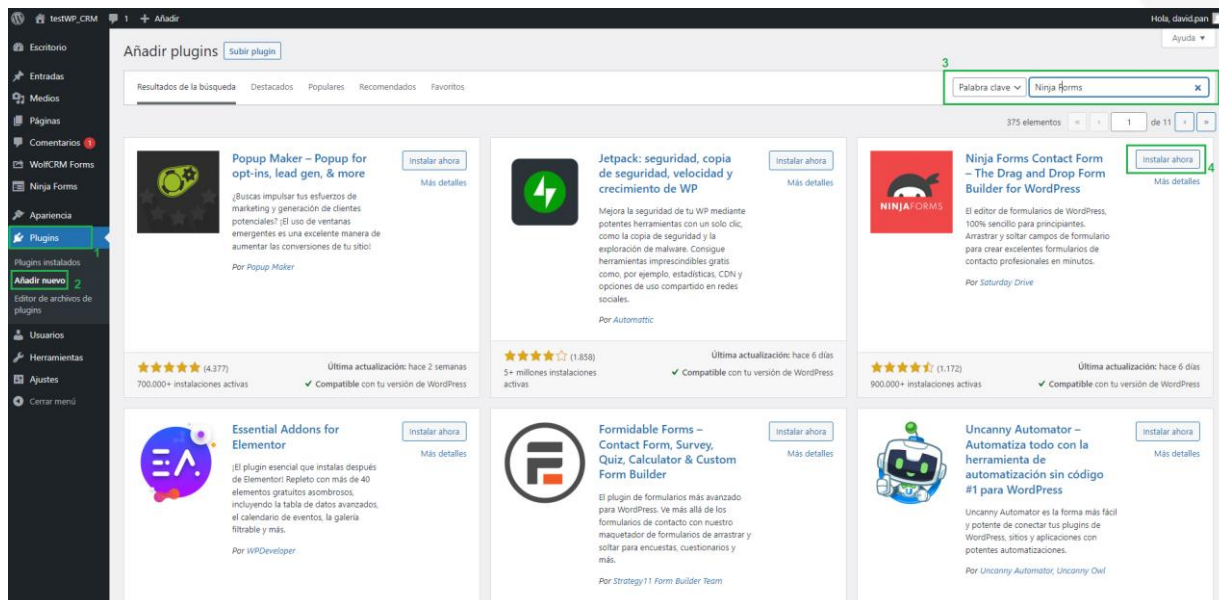 testWP_CRM 1 + Añadir
Hola, david.pan
Ayuda
Escritorio
Entradas
Medios
Páginas
Comentarios 1
WolfCRM Forms
Ninja Forms
Apariencia
Plugins
1
Plugins instalados
Añadir nuevo
2
Editor de archivos de
plugins
Usuarios
Herramientas
Ajustes
Cerrar menú
Añadir plugins
Subir plugin
Resultados de la búsqueda Destacados Populares Recomendados Favoritos
3
Palabra clave
Ninja Forms
375 elementos « ‹ 1 de 11 › »
Popup Maker – Popup for
opt-ins, lead gen, & more
Instalar ahora
Más detalles
¿Buscas impulsar tus esfuerzos de
marketing y generación de clientes
potenciales? ¡El uso de ventanas
emergentes es una excelente manera de
aumentar las conversiones de tu sitio!
Por Popup Maker
(4.377)
700.000+ instalaciones activas
Última actualización: hace 2 semanas
Compatible con tu versión de WordPress
Jetpack: seguridad, copia
de seguridad, velocidad y
crecimiento de WP
Instalar ahora
Más detalles
Mejora la seguridad de tu WP mediante
potentes herramientas con un solo clic,
como la copia de seguridad y la
exploración de malware. Consigue
herramientas imprescindibles gratis
como, por ejemplo, estadísticas, CDN y
opciones de uso compartido en redes
sociales.
Por Automattic
(1.858)
5+ millones instalaciones
activas
Última actualización: hace 6 días
Compatible con tu versión de WordPress
NINJAFORMS
Ninja Forms Contact Form
– The Drag and Drop Form
Builder for WordPress
Instalar ahora
4
Más detalles
El editor de formularios de WordPress,
100% sencillo para principiantes.
Arrastrar y soltar campos de formulario
para crear excelentes formularios de
contacto profesionales en minutos.
Por Saturday Drive
(1.172)
900.000+ instalaciones activas
Última actualización: hace 6 días
Compatible con tu versión de WordPress
Essential Addons for
Elementor
Instalar ahora
Más detalles
¡El plugin esencial que instalas después
de Elementor! Repleto con más de 40
elementos gratuitos asombrosos,
incluyendo la tabla de datos avanzados,
el calendario de eventos, la galería
filtrable y más.
Por WPDeveloper
Formidable Forms –
Contact Form, Survey,
Quiz, Calculator & Custom
Form Builder
Instalar ahora
Más detalles
El plugin de formularios más avanzado
para WordPress. Ve más allá de los
formularios de contacto con nuestro
maquetador de formularios de arrastrar y
soltar para encuestas, cuestionarios y
más.
Por Strategy11 Form Builder Team
Uncanny Automator –
Automatiza todo con la
herramienta de
automatización sin código
#1 para WordPress
Instalar ahora
Más detalles
Uncanny Automator es la forma más fácil
y potente de conectar tus plugins de
WordPress, sitios y aplicaciones con
potentes automatizaciones.
Por Uncanny Automator, Uncanny Owl